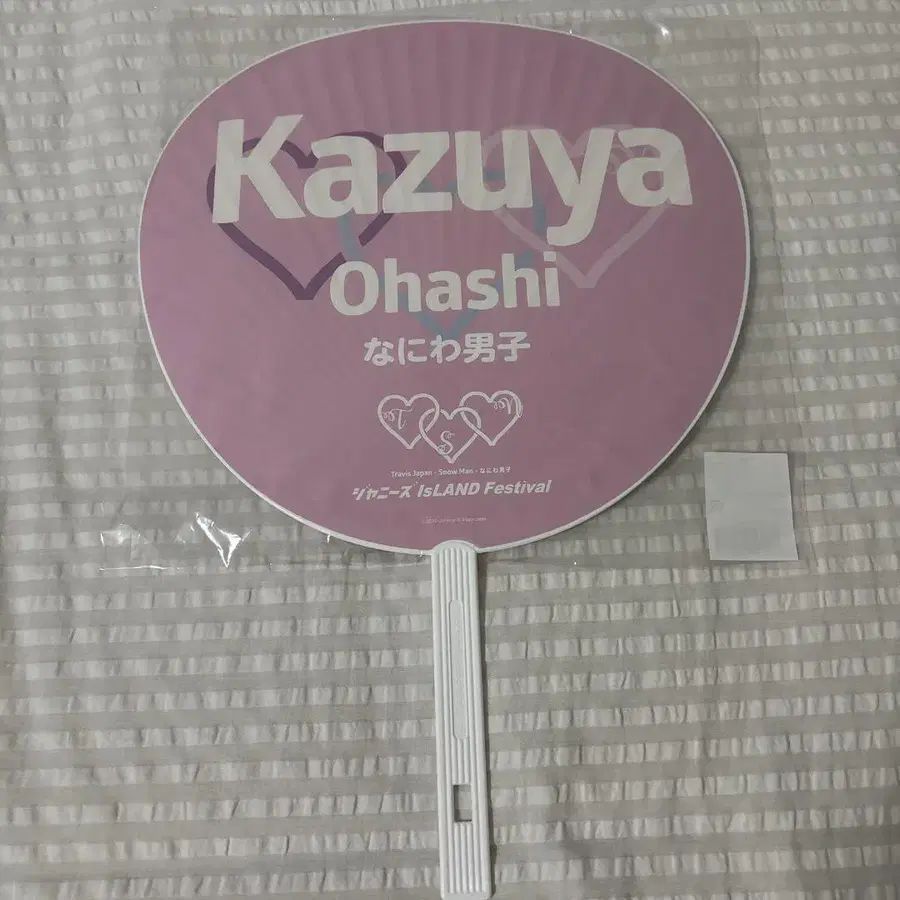 Kazuya
Ohashi
なにわ男子
Travis Japan・Snow Man・なにわ男子
ジャニーズ IsLAND Festival